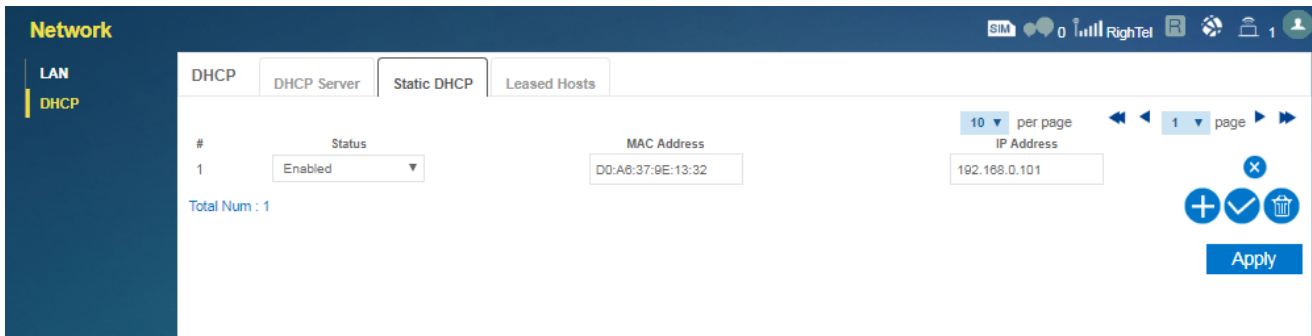 Network
SIM 0 RighTel R 1
LAN
DHCP
DHCP DHCP Server Static DHCP Leased Hosts
10 per page 1 page
# Status MAC Address IP Address
1 Enabled D0:A6:37:9E:13:32 192.168.0.101
Total Num : 1
Apply